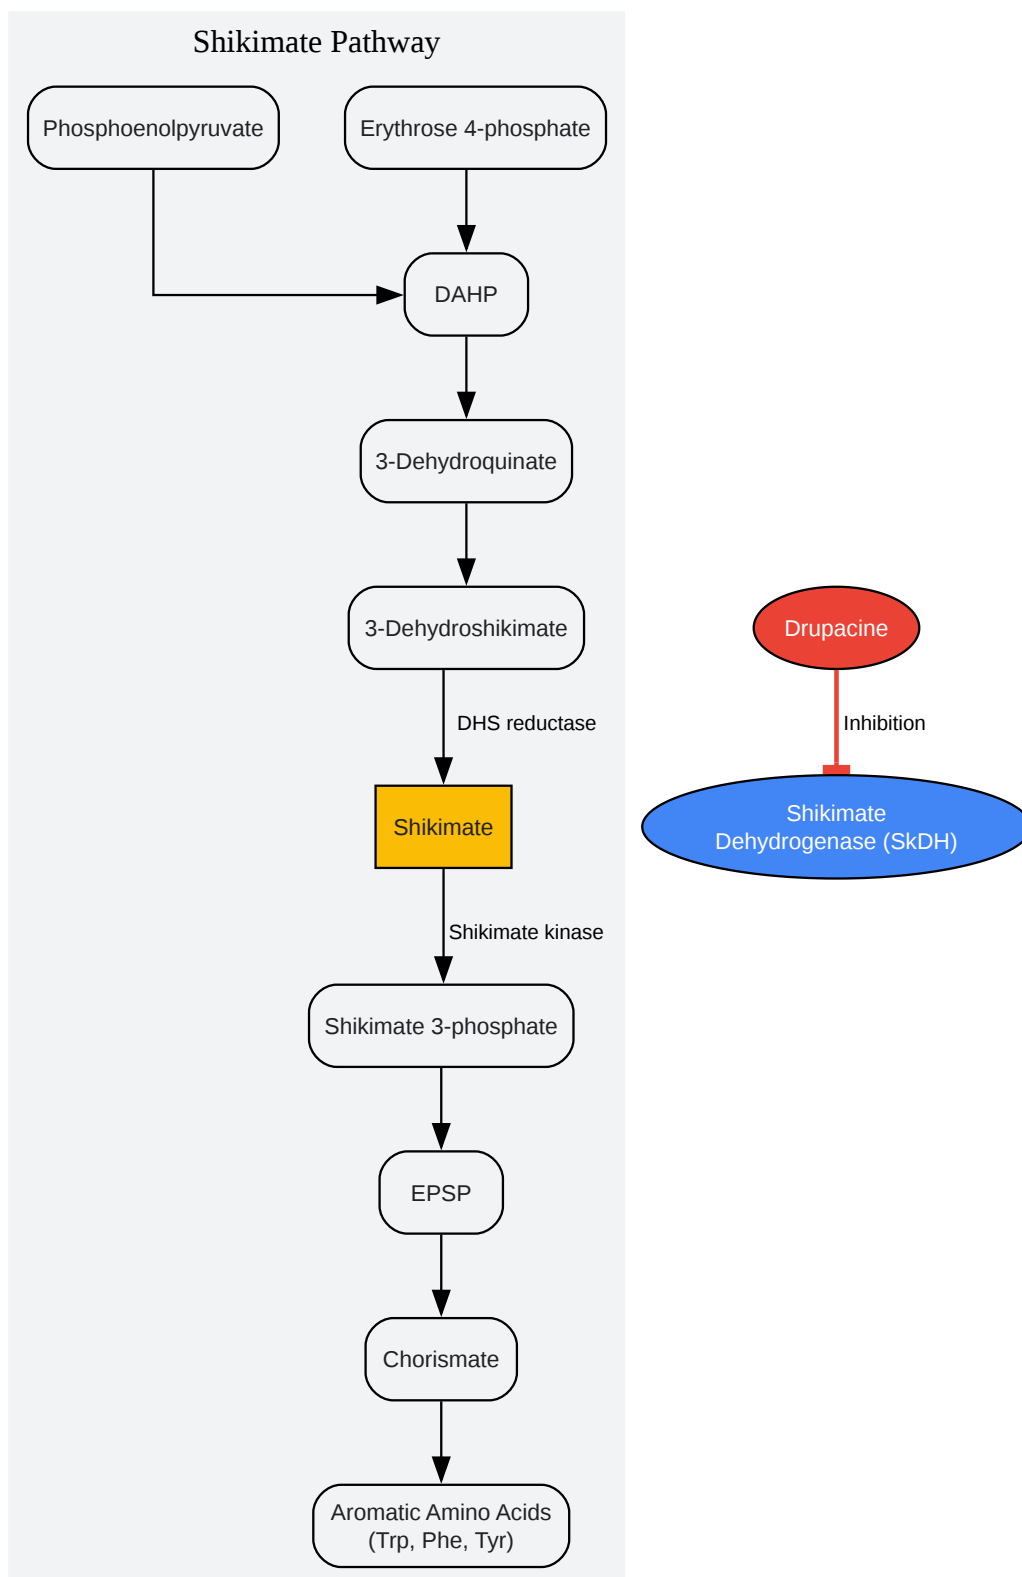 Shikimate Pathway
Phosphoenolpyruvate
Erythrose 4-phosphate
DAHP
3-Dehydroquinate
3-Dehydroshikimate
DHS reductase
Shikimate
Shikimate kinase
Shikimate 3-phosphate
EPSP
Chorismate
Aromatic Amino Acids
(Trp, Phe, Tyr)
Drupacine
Inhibition
Shikimate
Dehydrogenase (SkDH)